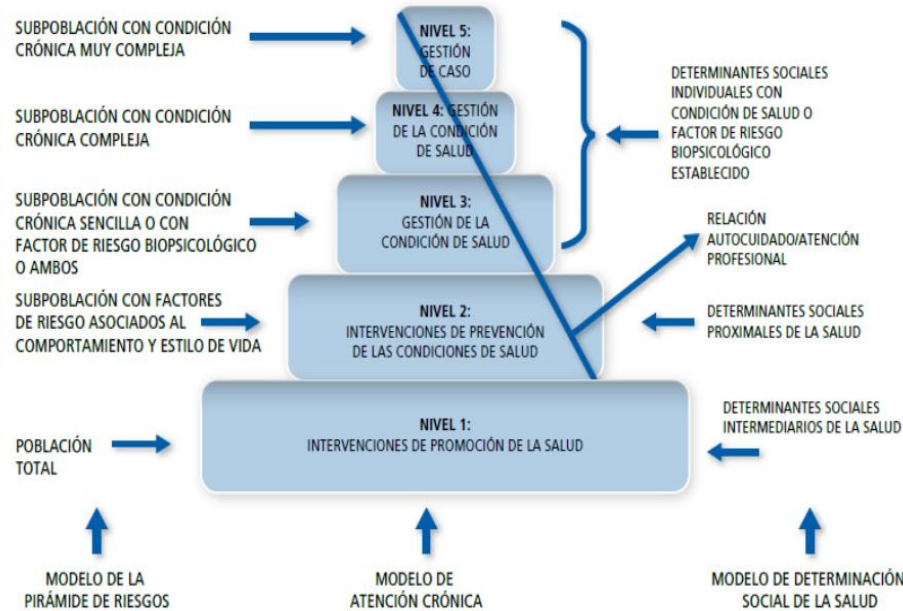 SUBPOBLACIÓN CON CONDICIÓN
CRÓNICA MUY COMPLEJA
SUBPOBLACIÓN CON CONDICIÓN
CRÓNICA COMPLEJA
SUBPOBLACIÓN CON CONDICIÓN
CRÓNICA SENCILLA O CON
FACTOR DE RIESGO BIOPSICOLÓGICO
O AMBOS
SUBPOBLACIÓN CON FACTORES
DE RIESGO ASOCIADOS AL
COMPORTAMIENTO Y ESTILO DE VIDA
POBLACIÓN
TOTAL
MODELO DE LA
PIRÁMIDE DE RIESGOS
NIVEL 5:
GESTIÓN
DE CASO
NIVEL 4: GESTIÓN
DE LA CONDICIÓN
DE SALUD
NIVEL 3:
GESTIÓN DE LA
CONDICIÓN DE SALUD
NIVEL 2:
INTERVENCIONES DE PREVENCIÓN
DE LAS CONDICIONES DE SALUD
NIVEL 1:
INTERVENCIONES DE PROMOCIÓN DE LA SALUD
MODELO DE
ATENCIÓN CRÓNICA
DETERMINANTES SOCIALES
INDIVIDUALES CON
CONDICIÓN DE SALUD O
FACTOR DE RIESGO
BIOPSICOLÓGICO
ESTABLECIDO
RELACIÓN
AUTOCUIDADO/ATENCIÓN
PROFESIONAL
DETERMINANTES SOCIALES
PROXIMALES DE LA SALUD
DETERMINANTES SOCIALES
INTERMEDIARIOS DE LA SALUD
MODELO DE DETERMINACIÓN
SOCIAL DE LA SALUD